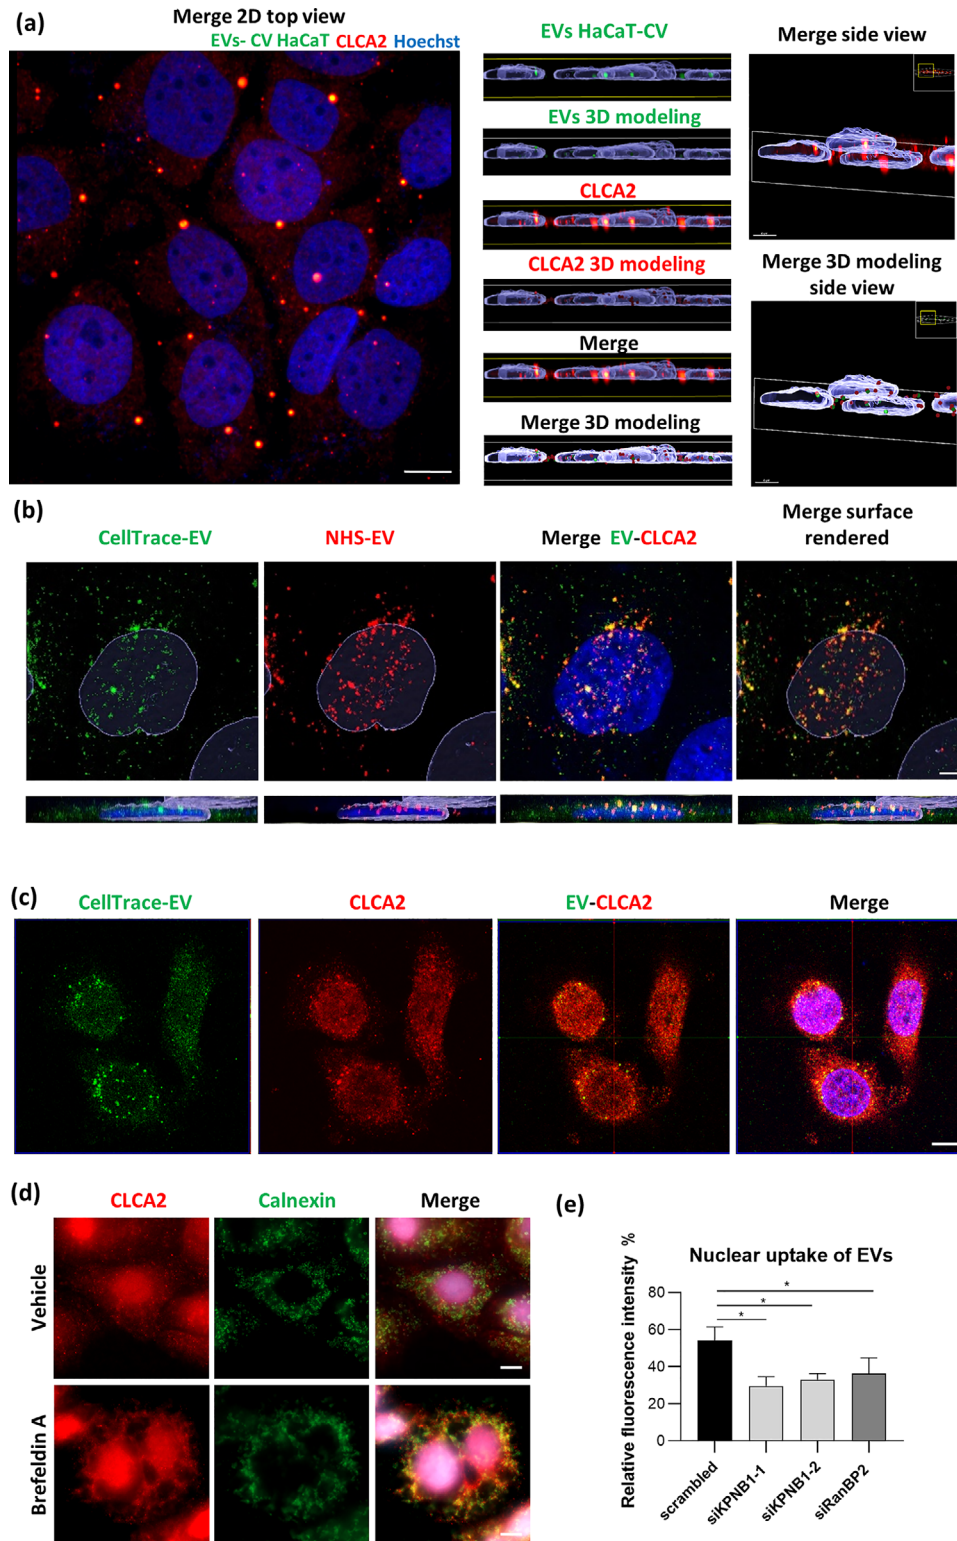 (a)
Merge 2D top view
EVs- CV HaCaT CLCA2 Hoechst
EVs HaCaT-CV
EVs 3D modeling
CLCA2
CLCA2 3D modeling
Merge
Merge 3D modeling
Merge side view
Merge 3D modeling
side view
(b)
CellTrace-EV
NHS-EV
Merge EV-CLCA2
Merge surface
rendered
(c)
CellTrace-EV
CLCA2
EV-CLCA2
Merge
(d)
CLCA2
Calnexin
Merge
Vehicle
Brefeldin A
(e)
Nuclear uptake of EVs
Relative fluorescence intensity %
80
60
40
20
0
*
*
*
scrambled
siKPNB1-1
siKPNB1-2
siRanBP2